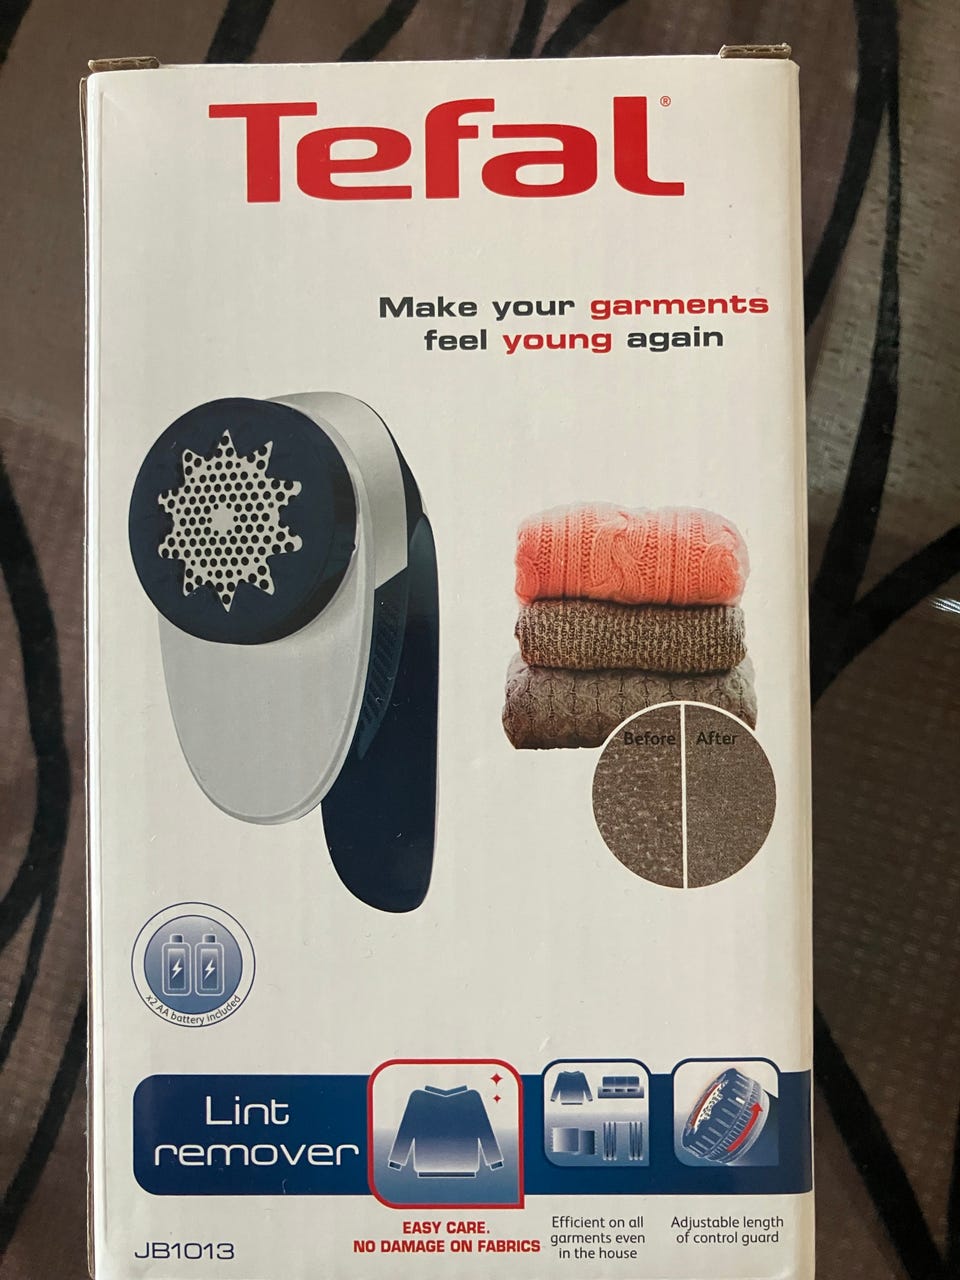 Tefal®
Make your garments
feel young again
Before After
x2 AA battery included
Lint
remover
EASY CARE.
NO DAMAGE ON FABRICS
Efficient on all
garments even
in the house
Adjustable length
of control guard
JB1013